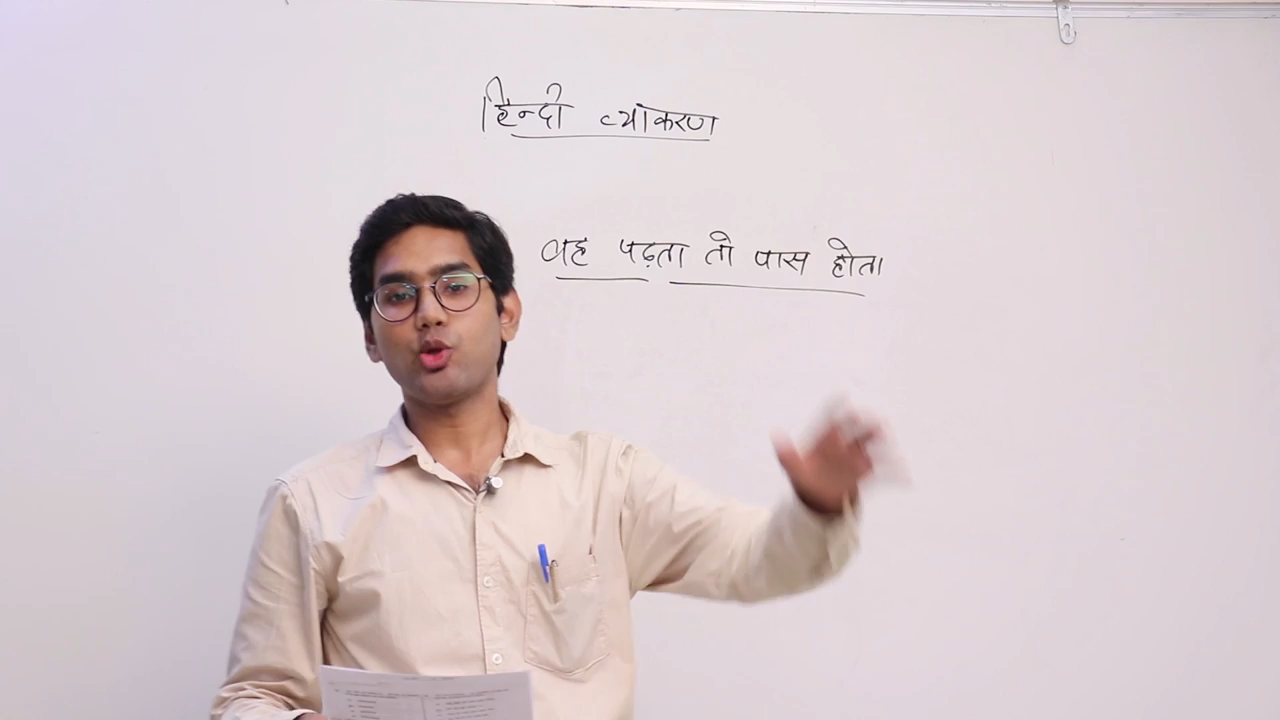 हिन्दी व्याकरण
वह पढ़ता तो पास होता